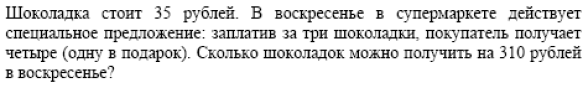 Шоколадка стоит 35 рублей. В воскресенье в супермаркете действует
специальное предложение: заплатив за три шоколадки, покупатель получает
четыре (одну в подарок). Сколько шоколадок можно получить на 310 рублей
в воскресенье?